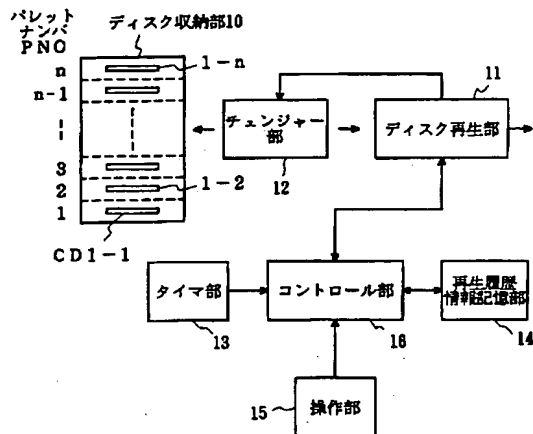 パレット
ナンバ
PNO
ディスク収納部10
n
1-n
n-1
3
2
1-2
1
CD1-1
チェンジャー
部
12
11
ディスク再生部
タイマ部
13
コントロール部
16
再生履歴
情報記憶部
14
15
操作部